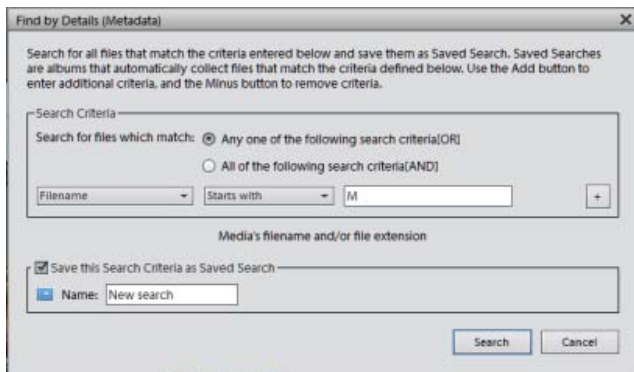 Find by Details (Metadata)
Search for all files that match the criteria entered below and save them as Saved Search. Saved Searches
are albums that automatically collect files that match the criteria defined below. Use the Add button to
enter additional criteria, and the Minus button to remove criteria.
Search Criteria
Search for files which match: Any one of the following search criteria[OR]
All of the following search criteria[AND]
Filename Starts with M +
Media's filename and/or file extension
Save this Search Criteria as Saved Search
Name: New search
Search Cancel